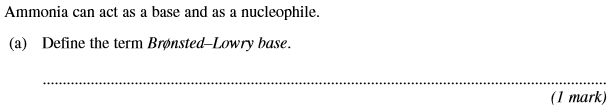 Ammonia can act as a base and as a nucleophile.
(a) Define the term Brønsted–Lowry base.
....................................................................................................................................
(1 mark)